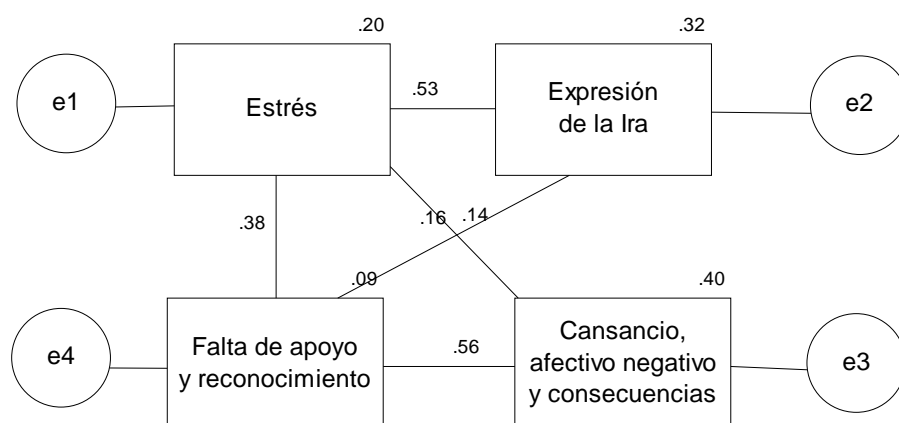 .20
.32
e1
Estrés
.53
Expresión
de la Ira
e2
.38
.16
.14
.09
.40
e4
Falta de apoyo
y reconocimiento
.56
Cansancio,
afectivo negativo
y consecuencias
e3